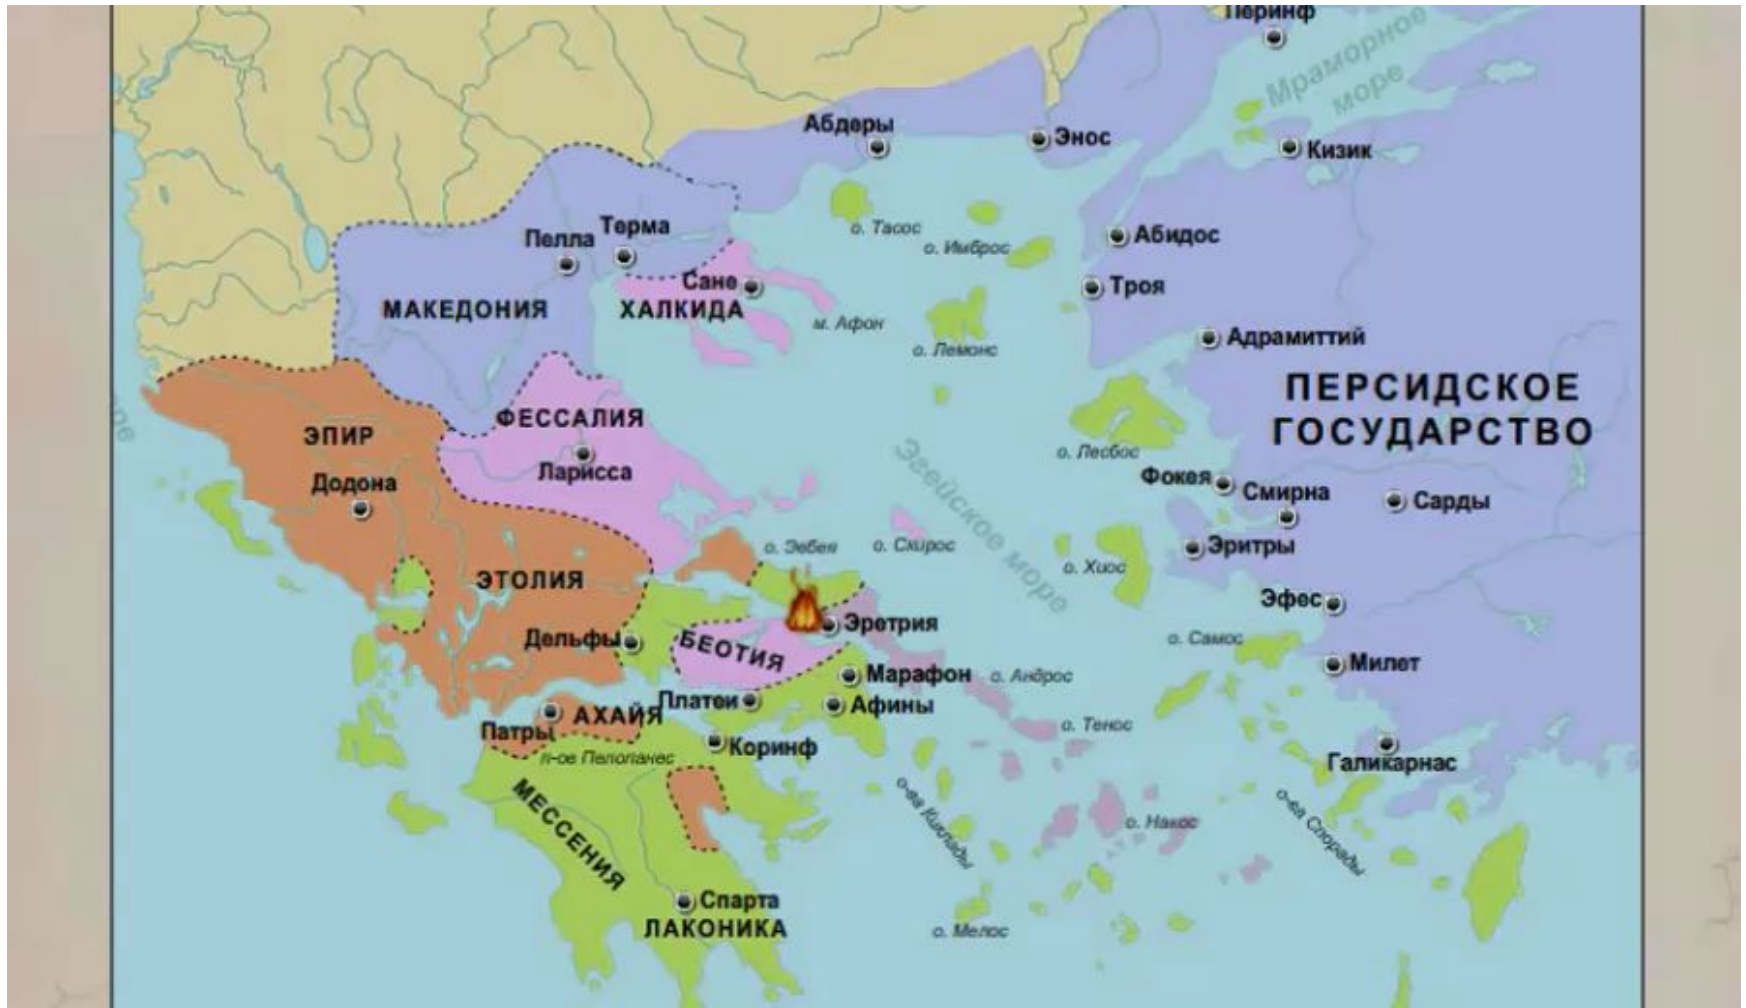 Перинф
Мраморное
море
Абдеры
Энос
Кизик
Терма
Пелла
о. Тасос
о. Имброс
Абидос
Сане
Троя
МАКЕДОНИЯ
ХАЛКИДА
м. Афон
о. Лемонс
Адрамиттий
ПЕРСИДСКОЕ
ГОСУДАРСТВО
ФЕССАЛИЯ
ЭПИР
Ларисса
о. Лесбос
Эгейское море
Додона
Фокея
Смирна
Сарды
о. Эвбея
о. Скирос
Эритры
ЭТОЛИЯ
о. Хиос
Эфес
Эретрия
Дельфы
БЕОТИЯ
о. Самос
Милет
Марафон
о. Андрос
Платеи
Афины
АХАЙЯ
Патры
о. Тенос
Коринф
п-ов Пелопанес
Галикарнас
МЕССЕНИЯ
о-ва Киклады
о. Накос
о-ва Спорады
Спарта
ЛАКОНИКА
о. Мелос